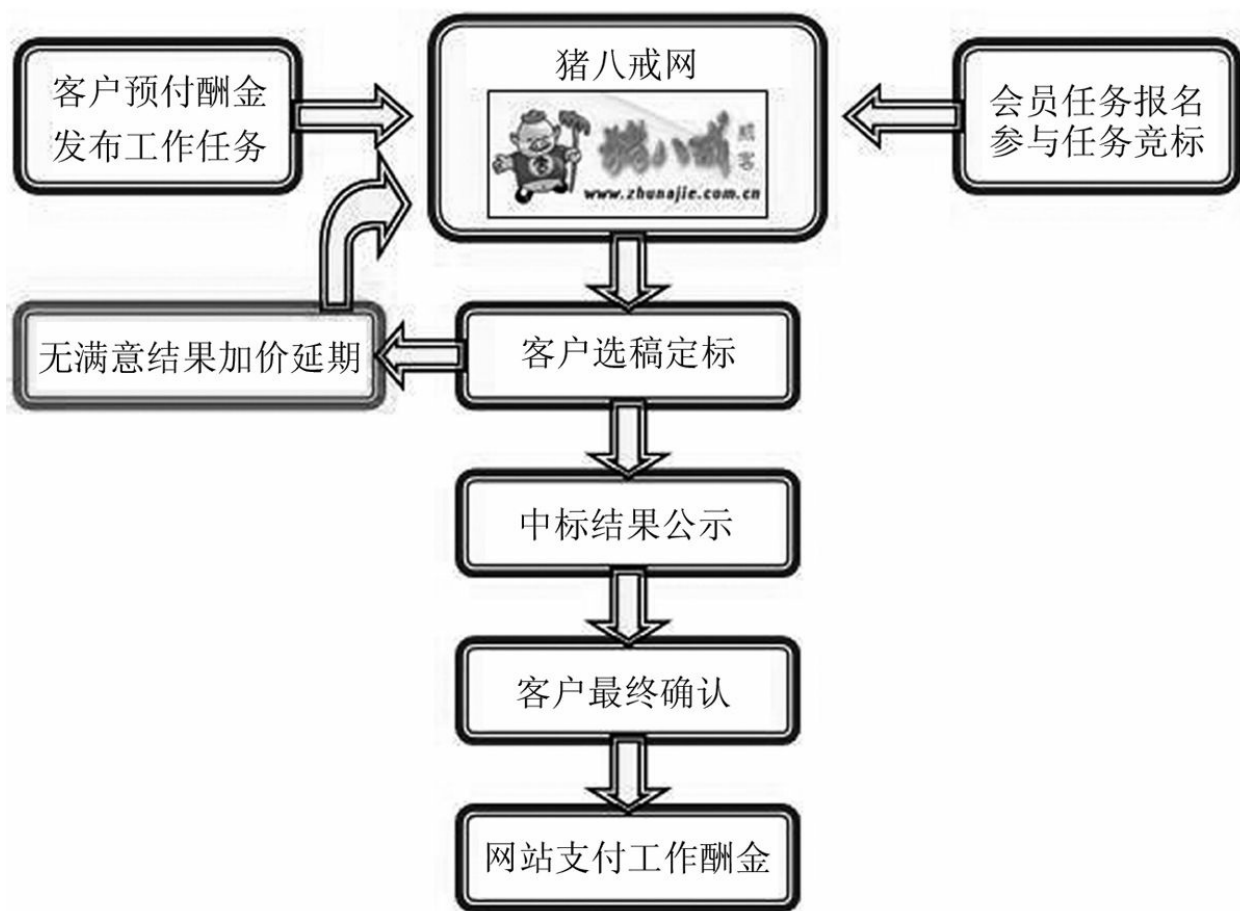 客户预付酬金
发布工作任务
猪八戒网
猪八戒
威客
www.zhubajie.com.cn
会员任务报名
参与任务竞标
无满意结果加价延期
客户选稿定标
中标结果公示
客户最终确认
网站支付工作酬金